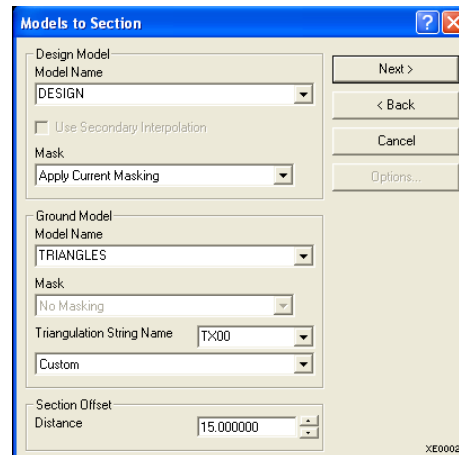 Models to Section
Design Model
Model Name
DESIGN
Use Secondary Interpolation
Mask
Apply Current Masking
Ground Model
Model Name
TRIANGLES
Mask
No Masking
Triangulation String Name TX00
Custom
Section Offset
Distance 15.000000
Next >
< Back
Cancel
Options...
XE0002